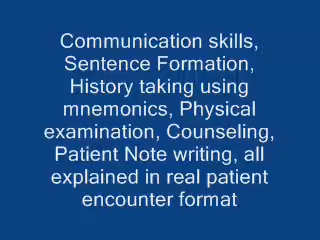 Communication skills,
Sentence Formation,
History taking using
mnemonics, Physical
examination, Counseling,
Patient Note writing, all
explained in real patient
encounter format